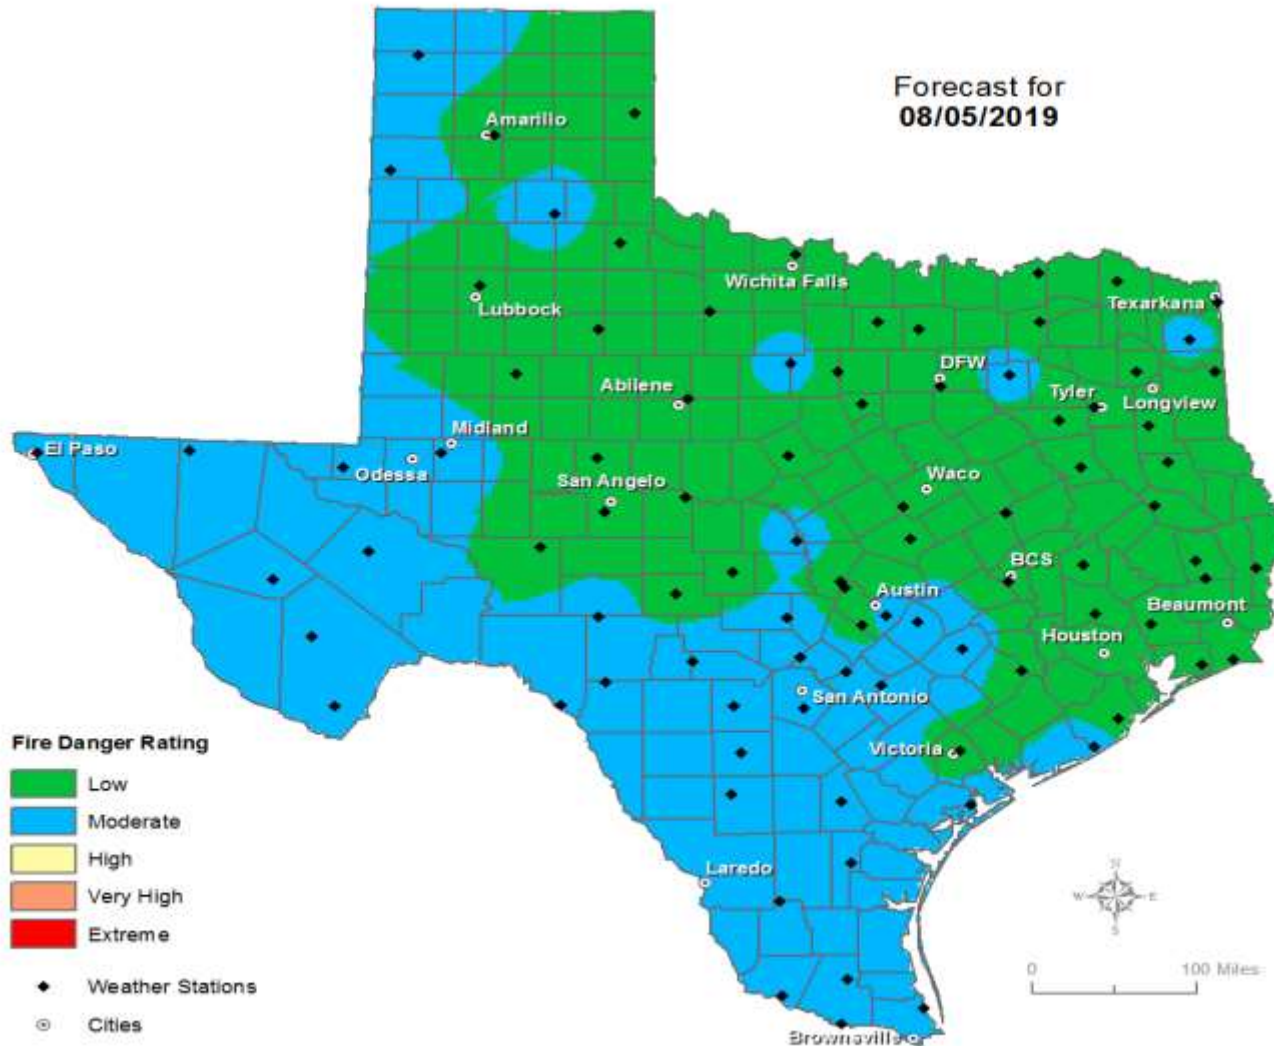 Forecast for
08/05/2019
Amarillo
Wichita Falls
Lubbock
Texarkana
DFW
Abilene
Tyler
Longview
Midland
El Paso
Odessa
San Angelo
Waco
BCS
Austin
Beaumont
Houston
San Antonio
Victoria
Laredo
Brownsville
Fire Danger Rating
Low
Moderate
High
Very High
Extreme
Weather Stations
Cities
N
W E
S
0 100 Miles